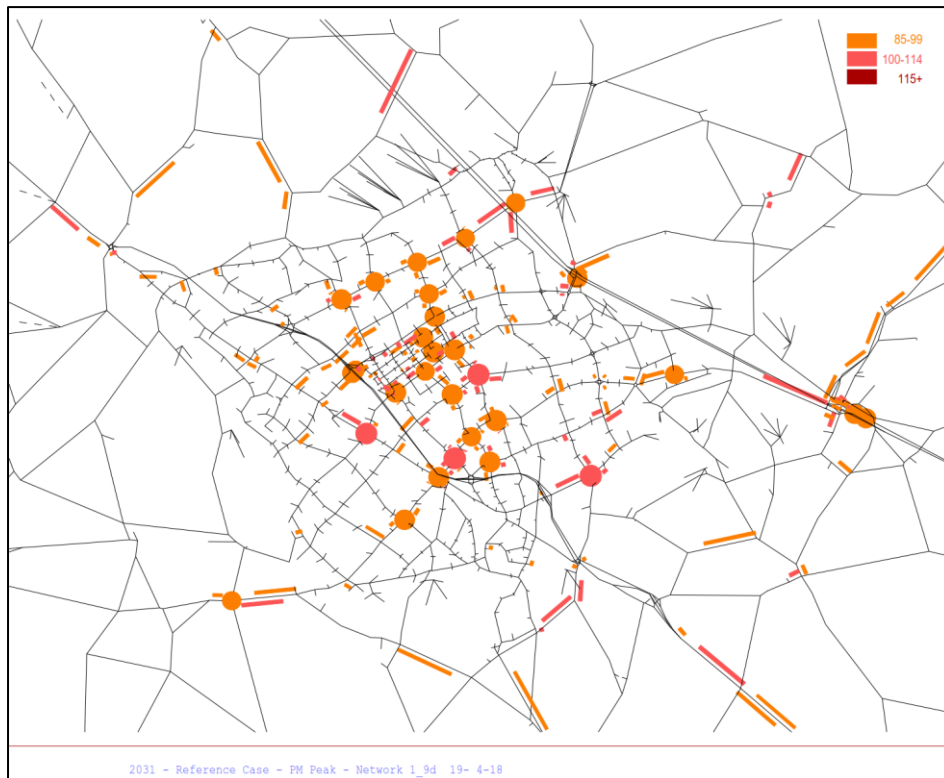 85-99
100-114
115+
2031 - Reference Case - PM Peak - Network 1_9d 19- 4-18